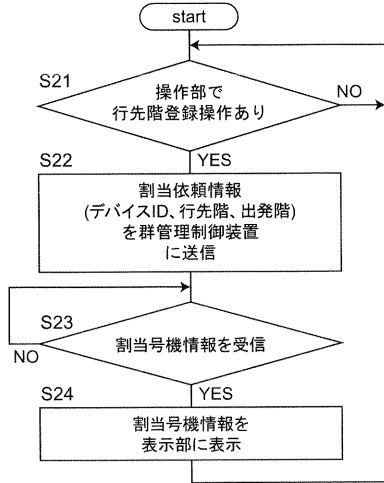 start
S21
操作部で
行先階登録操作あり
NO
S22
YES
割当依頼情報
(デバイスID、行先階、出発階)
を群管理制御装置
に送信
S23
割当号機情報を受信
NO
S24
YES
割当号機情報を
表示部に表示